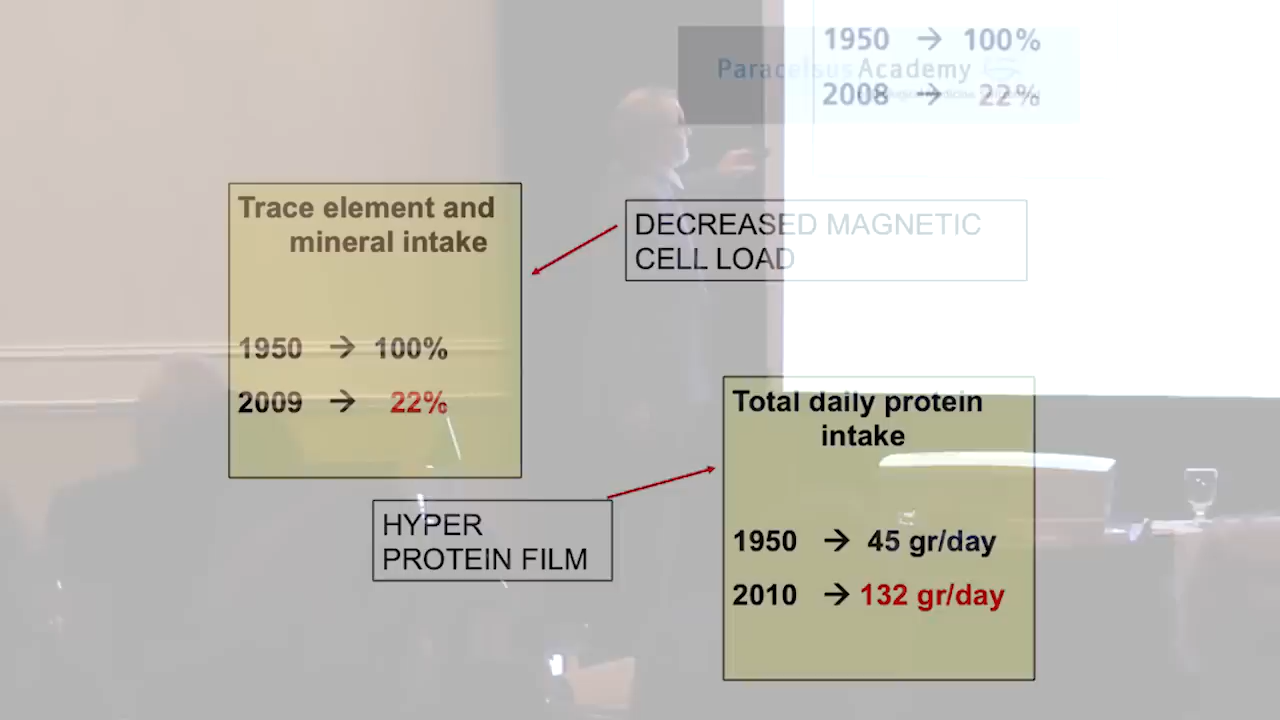 1950 → 100%
Paracelsus Academy
2008 → 22%
Trace element and
mineral intake
1950 → 100%
2009 → 22%
DECREASED MAGNETIC
CELL LOAD
Total daily protein
intake
1950 → 45 gr/day
2010 → 132 gr/day
HYPER
PROTEIN FILM